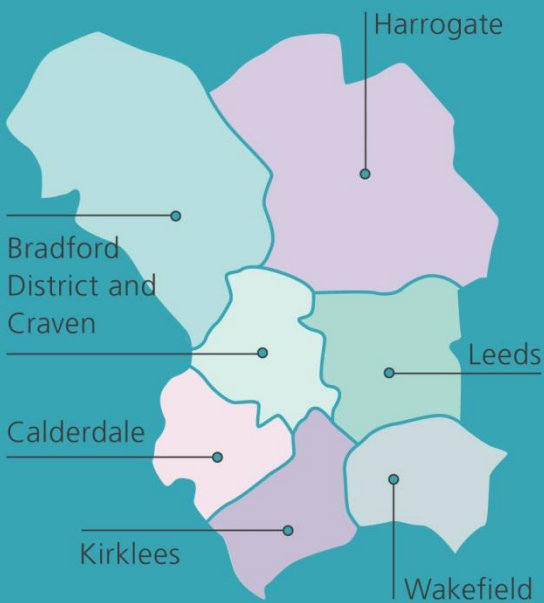 Harrogate
Bradford
District and
Craven
Leeds
Calderdale
Kirklees
Wakefield